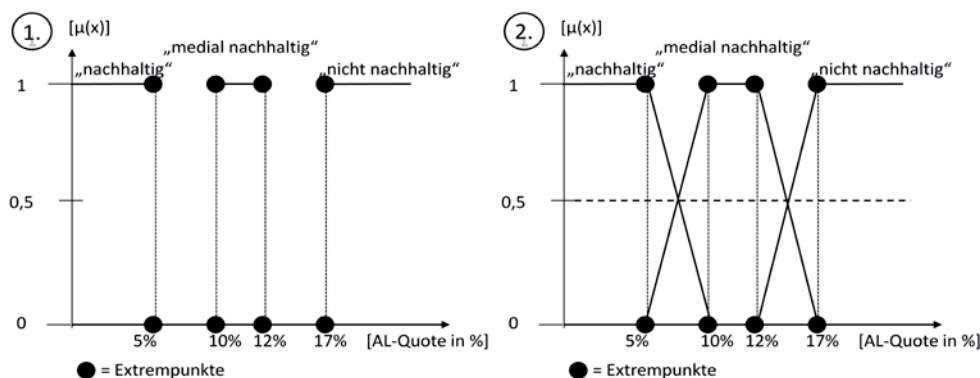 1.
[μ(x)]
„medial nachhaltig“
„nachhaltig“
„nicht nachhaltig“
1
0,5
0
5%
10%
12%
17%
[AL-Quote in %]
= Extrempunkte
2.
[μ(x)]
„medial nachhaltig“
„nachhaltig“
„nicht nachhaltig“
1
0,5
0
5%
10%
12%
17%
[AL-Quote in %]
= Extrempunkte